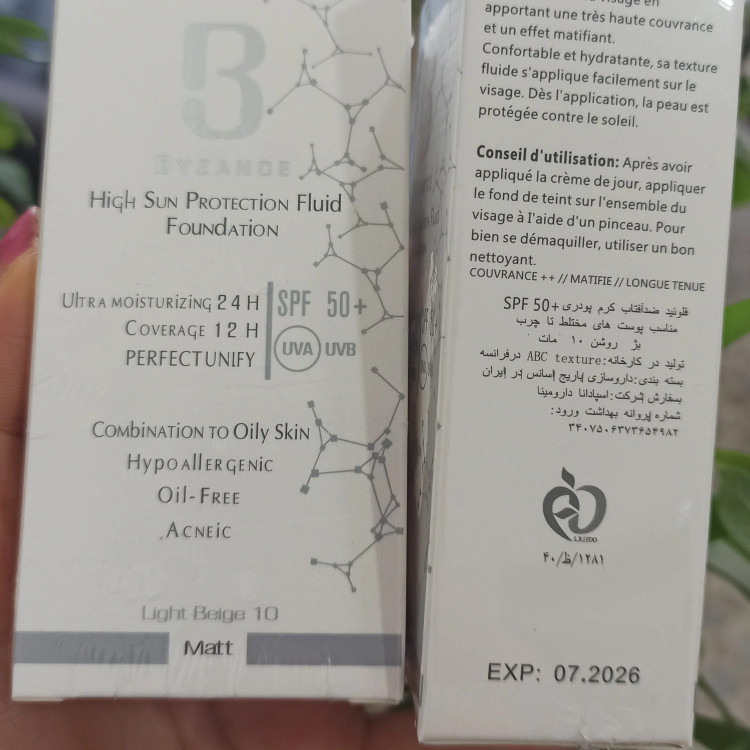 B
BYZANCE
High Sun Protection Fluid
Foundation
Ultra moisturizing 24 H
Coverage 12 H
PERFECT UNIFY
SPF 50+
UVA UVB
Combination to Oily Skin
Hypoallergenic
Oil-Free
Acneic
Light Beige 10
Matt
en
apportant une très haute couvrance
et un effet matifiant.
Confortable et hydratante, sa texture
fluide s'applique facilement sur le
visage. Dès l'application, la peau est
protégée contre le soleil.
Conseil d'utilisation: Après avoir
appliqué la crème de jour, appliquer
le fond de teint sur l'ensemble du
visage à l'aide d'un pinceau. Pour
bien se démaquiller, utiliser un bon
nettoyant.
COUVRANCE ++ // MATIFIE // LONGUE TENUE
فلوئید ضدآفتاب کرم پودری +SPF 50
مناسب پوست های مختلط تا چرب
بژ روشن ۱۰ مات
تولید در کارخانه: ABC texture درفرانسه
بسته بندی:داروسازی باریج اسانس در ایران
بسفارش شرکت:اسپادانا دارومینا
شماره پروانه بهداشت ورود:
۳۴۰۷۵۰۶۳۷۳۶۵۴۹۸۲
۴۰/ظ/۱۲۸۱
EXP: 07.2026